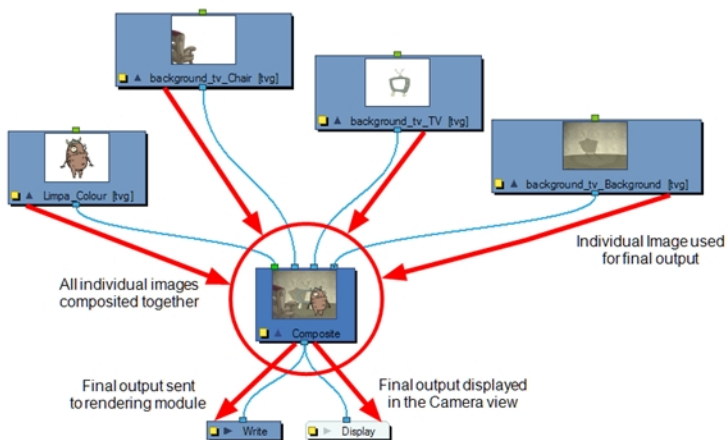 background_tv_Chair [tvg]
background_tv_TV [tvg]
Limpa_Colour [tvg]
background_tv_Background [tvg]
Individual Image used
for final output
All individual images
composited together
Composite
Final output sent
to rendering module
Final output displayed
in the Camera view
Write
Display